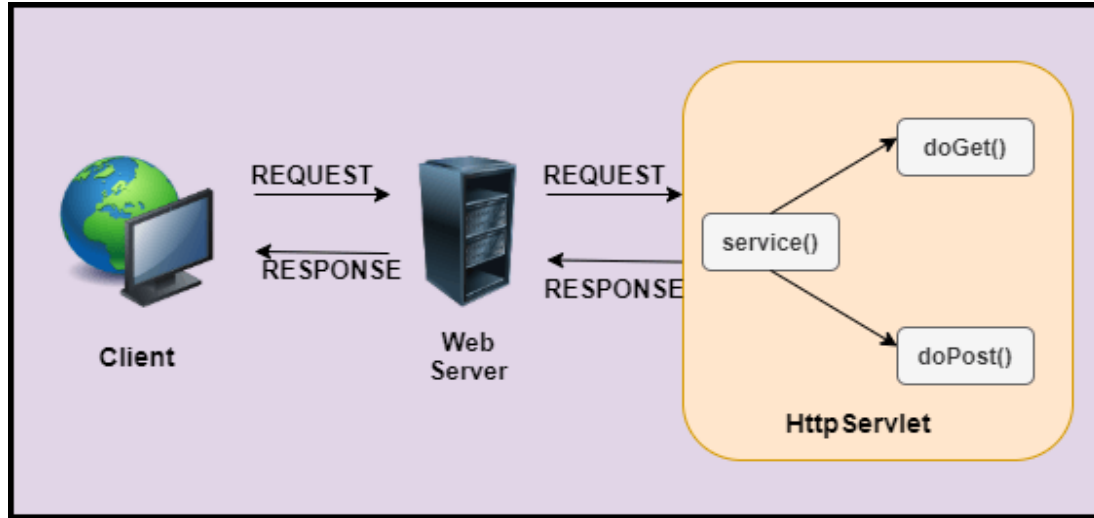 REQUEST
RESPONSE
Client
Web
Server
REQUEST
RESPONSE
service()
doGet()
doPost()
HttpServlet